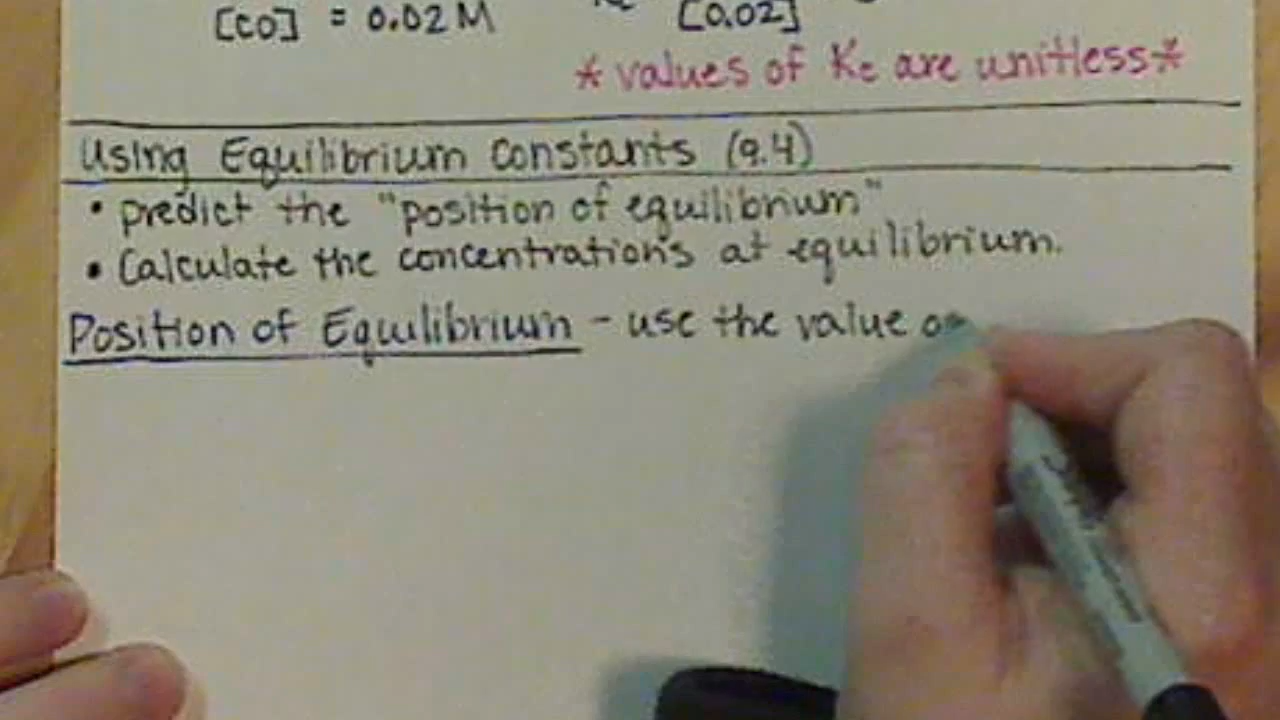 [CO] = 0.02 M
[0.02]
* values of Kc are unitless *
Using Equilibrium Constants (9.4)
• predict the "position of equilibrium"
• Calculate the concentrations at equilibrium.
Position of Equilibrium - use the value